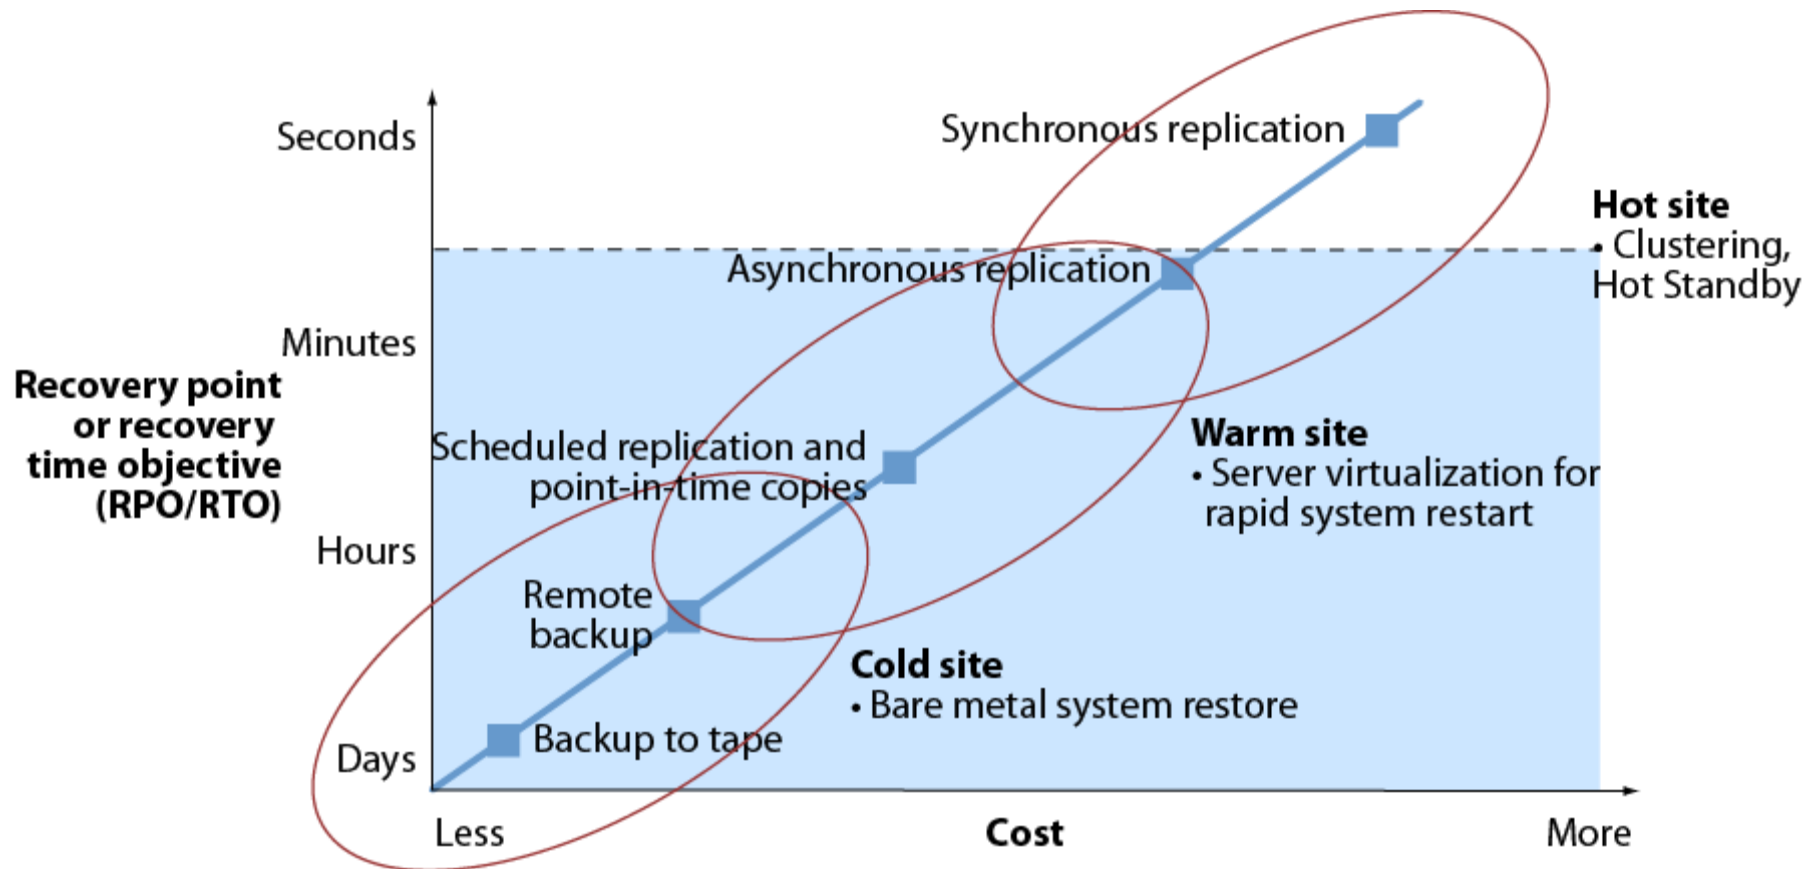 Seconds
Synchronous replication
Hot site
• Clustering,
Hot Standby
Asynchronous replication
Minutes
Recovery point
or recovery
time objective
(RPO/RTO)
Scheduled replication and
point-in-time copies
Warm site
• Server virtualization for
rapid system restart
Hours
Remote
backup
Cold site
• Bare metal system restore
Backup to tape
Days
Less
Cost
More